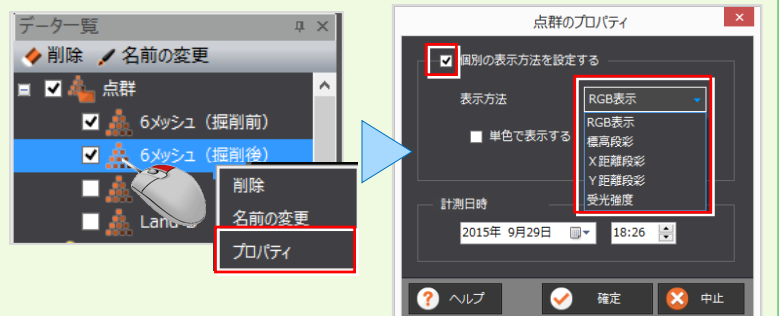 データ一覧
削除 名前の変更
点群
6メッシュ（掘削前）
6メッシュ（掘削後）
削除
名前の変更
プロパティ
点群のプロパティ
個別の表示方法を設定する
表示方法 RGB表示
RGB表示
標高段彩
X距離段彩
Y距離段彩
受光強度
単色で表示する
計測日時
2015年 9月29日 18:26
ヘルプ 確定 中止